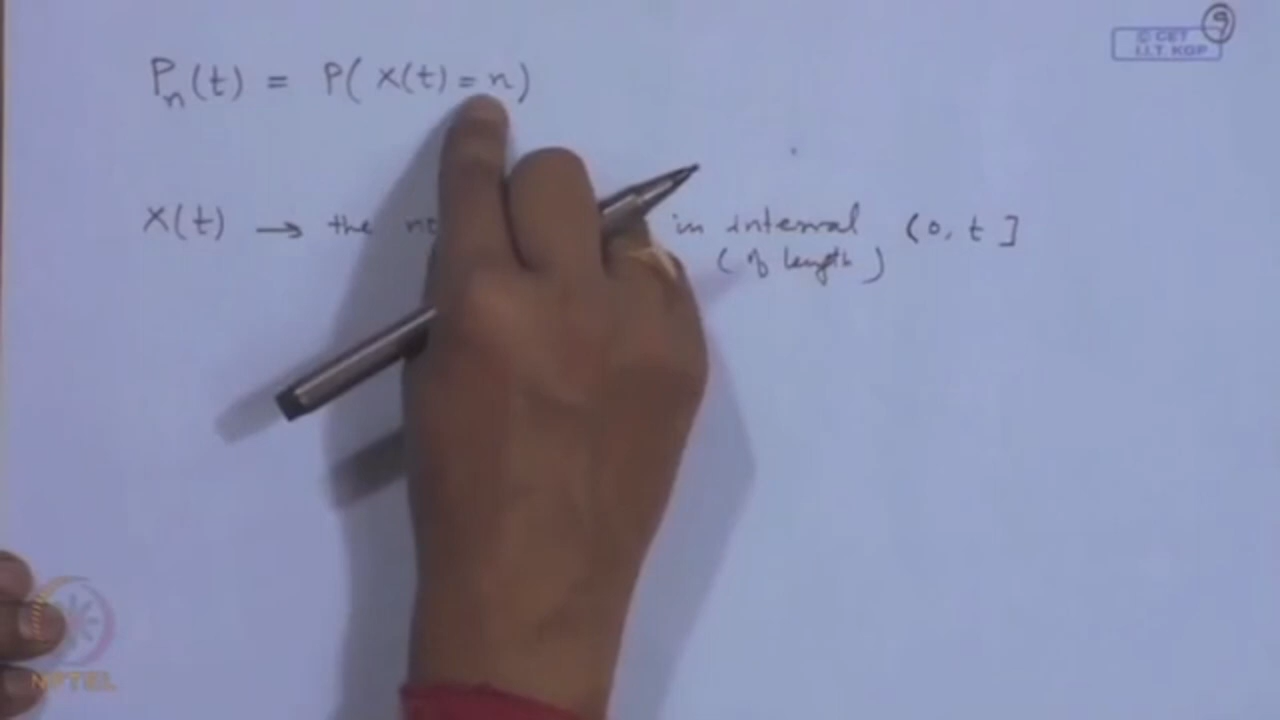 9
© CET
I.I.T KGP
Pₙ(t) = P( X(t) = n )
X(t) → the in interval (0, t ]
( of length )
NPTEL